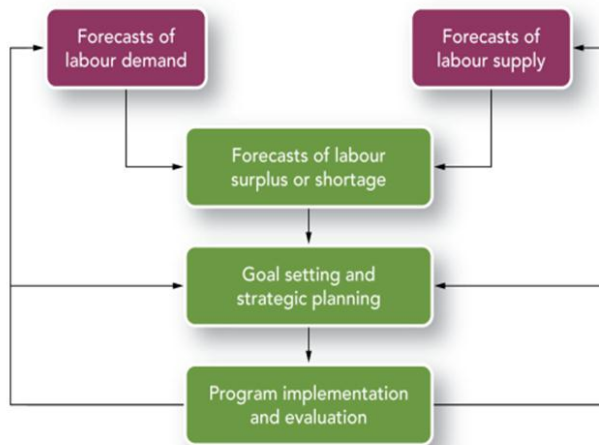 Forecasts of
labour demand
Forecasts of
labour supply
Forecasts of labour
surplus or shortage
Goal setting and
strategic planning
Program implementation
and evaluation